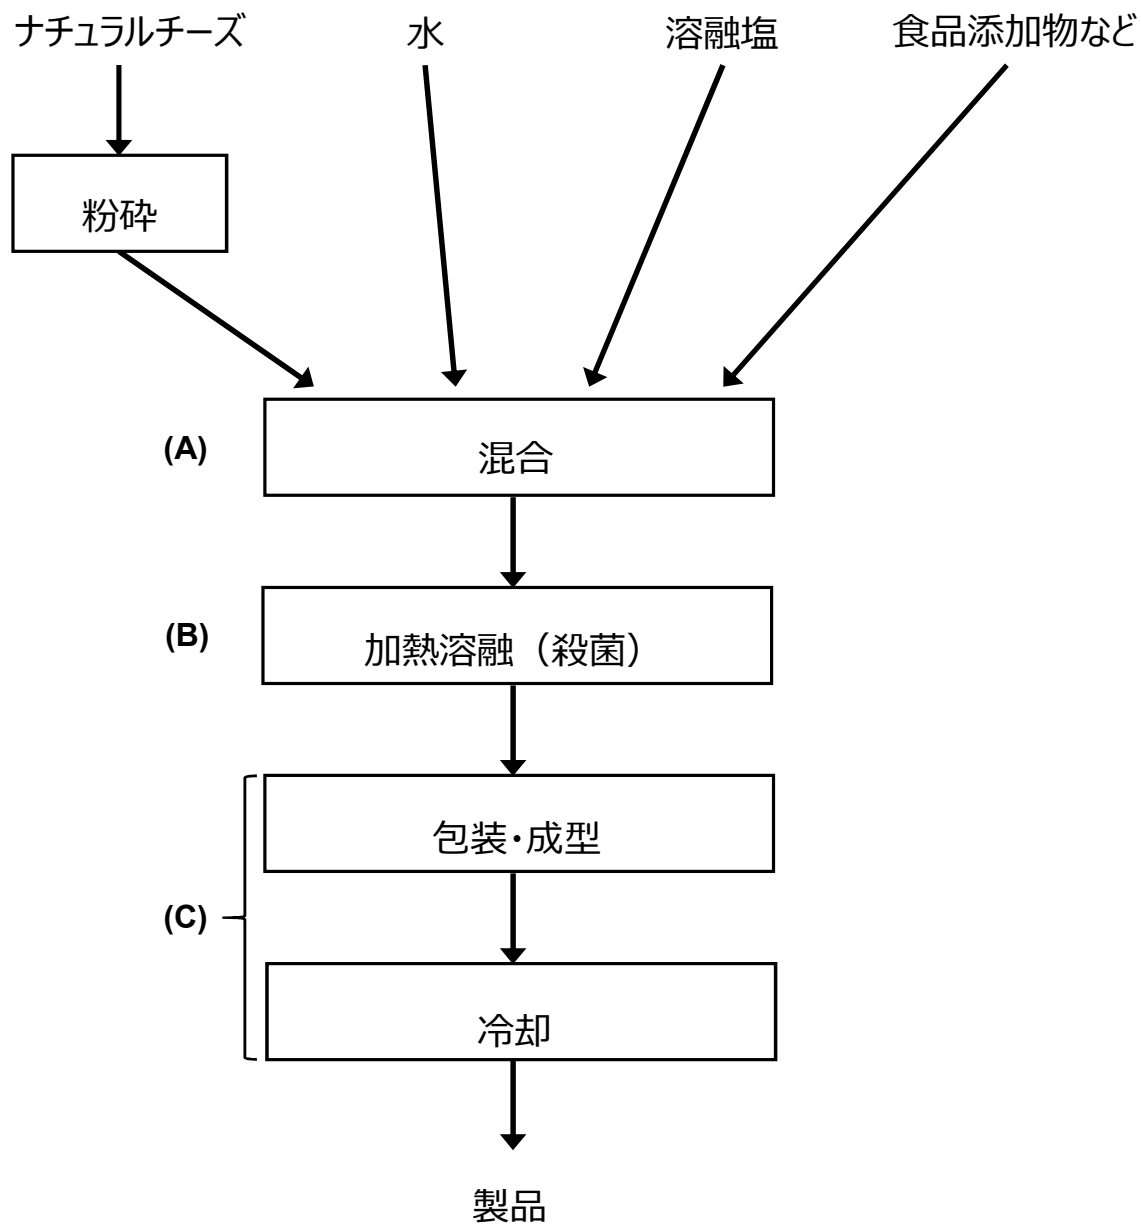 ナチュラルチーズ
水
溶融塩
食品添加物など
粉砕
(A)
混合
(B)
加熱溶融（殺菌）
包装・成型
(C)
冷却
製品